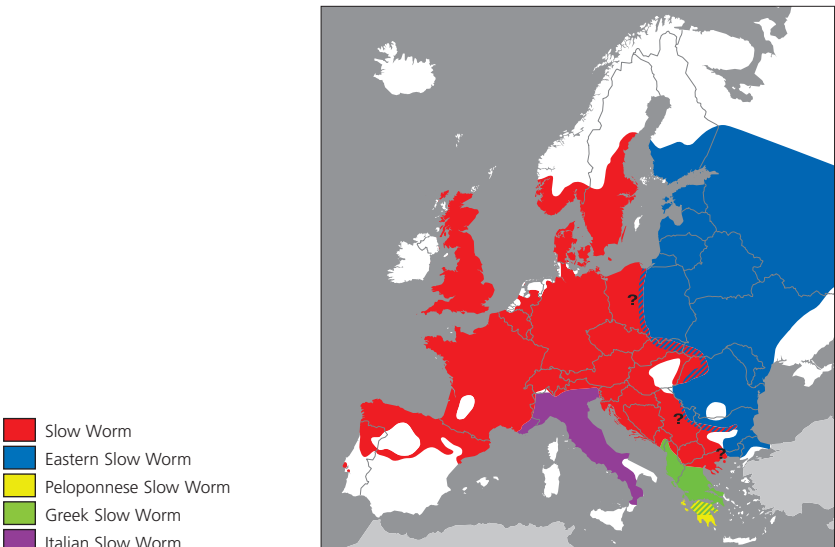 ?
?
?
Slow Worm
Eastern Slow Worm
Peloponnese Slow Worm
Greek Slow Worm
Italian Slow Worm